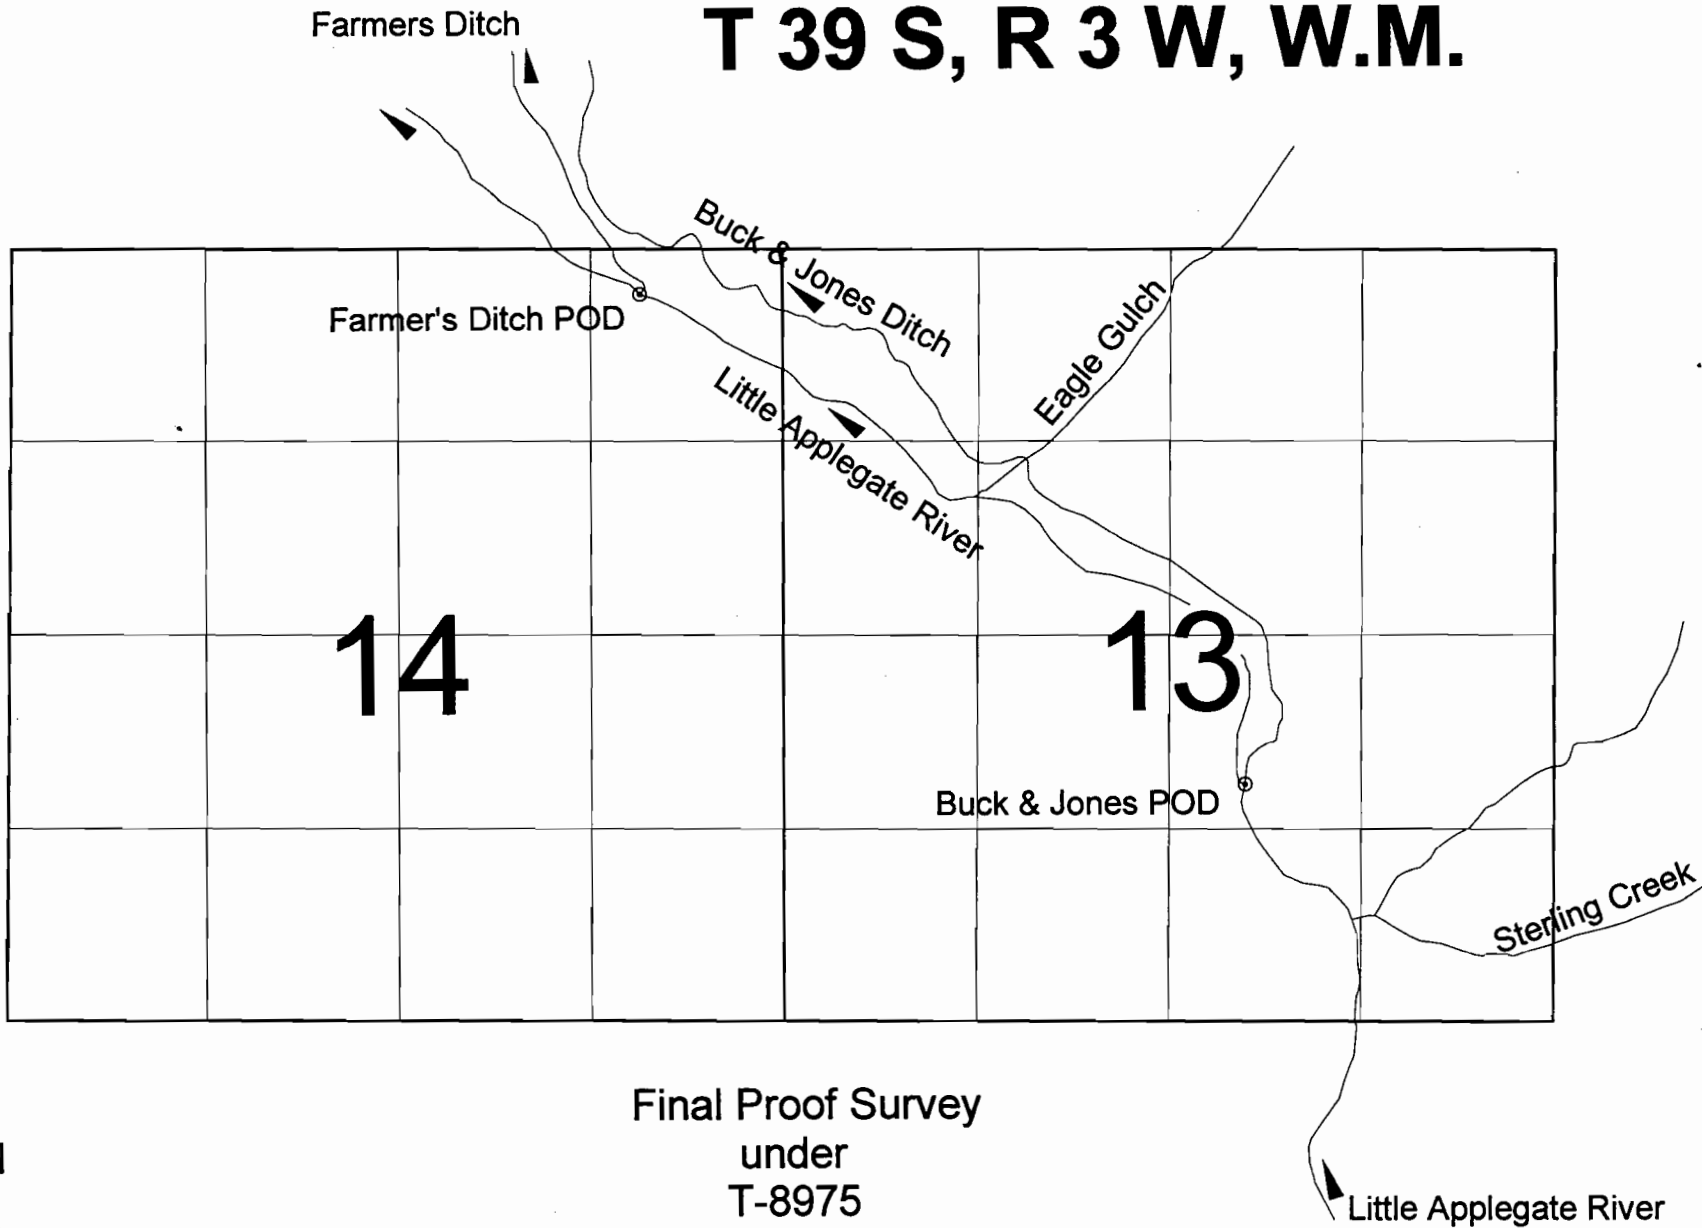 Farmers Ditch
T 39 S, R 3 W, W.M.
Buck & Jones Ditch
Farmer's Ditch POD
Eagle Gulch
Little Applegate River
14
13
Buck & Jones POD
Sterling Creek
Final Proof Survey
under
T-8975
Little Applegate River